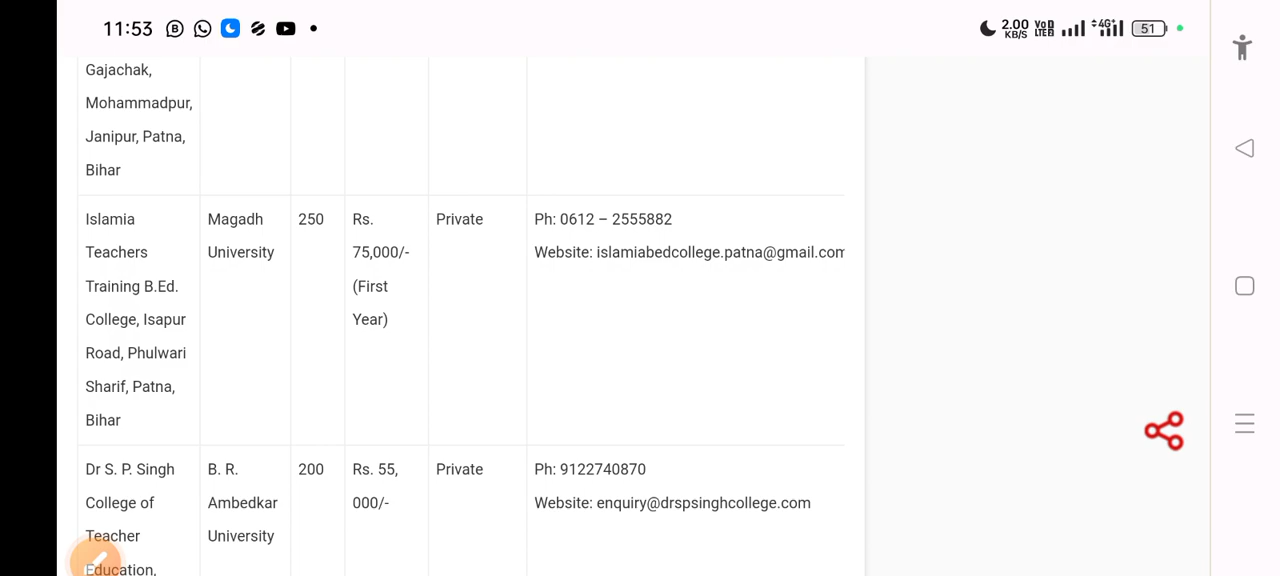 11:53
2.00
KB/S
VoD
LTE2
4G
51
Gajachak,
Mohammadpur,
Janipur, Patna,
Bihar
Islamia
Teachers
Training B.Ed.
College, Isapur
Road, Phulwari
Sharif, Patna,
Bihar
Magadh
University
250
Rs.
75,000/-
(First
Year)
Private
Ph: 0612 – 2555882
Website: islamiabedcollege.patna@gmail.com
Dr S. P. Singh
College of
Teacher
Education,
B. R.
Ambedkar
University
200
Rs. 55,
000/-
Private
Ph: 9122740870
Website: enquiry@drspsinghcollege.com